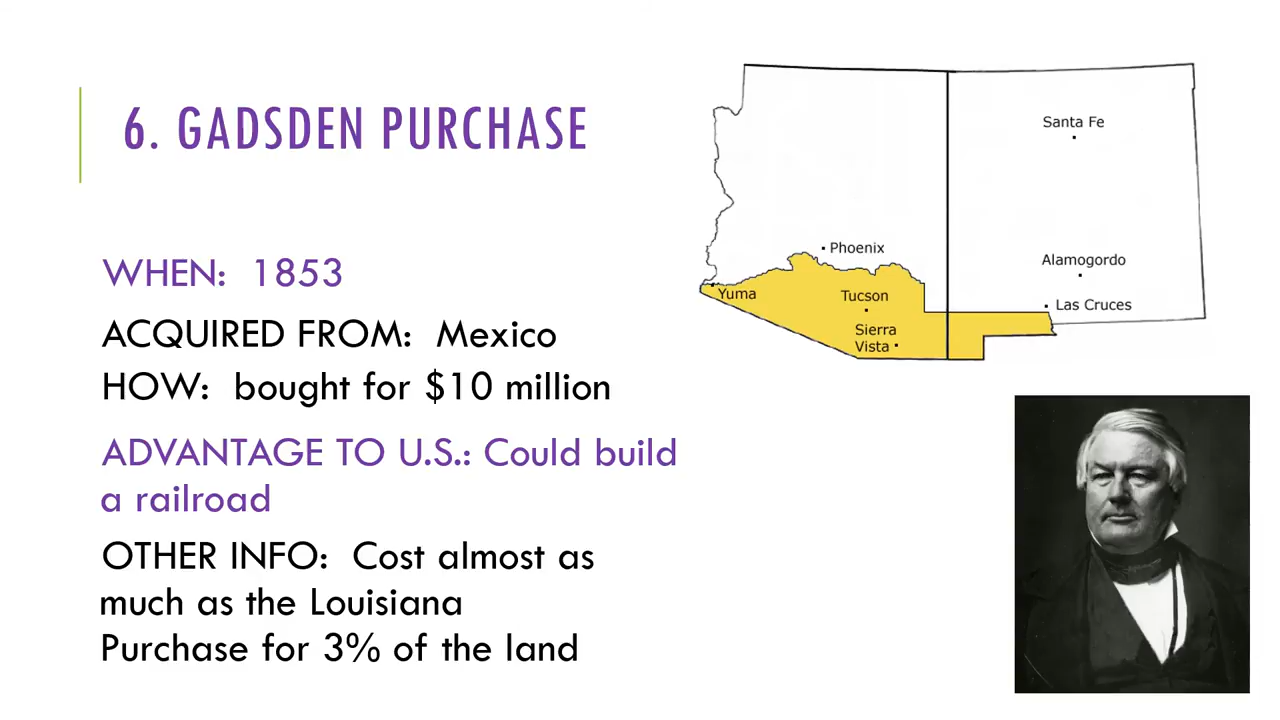 6. GADSDEN PURCHASE
WHEN: 1853
ACQUIRED FROM: Mexico
HOW: bought for $10 million
ADVANTAGE TO U.S.: Could build
a railroad
OTHER INFO: Cost almost as
much as the Louisiana
Purchase for 3% of the land
Santa Fe
Phoenix
Alamogordo
Yuma
Tucson
Las Cruces
Sierra
Vista